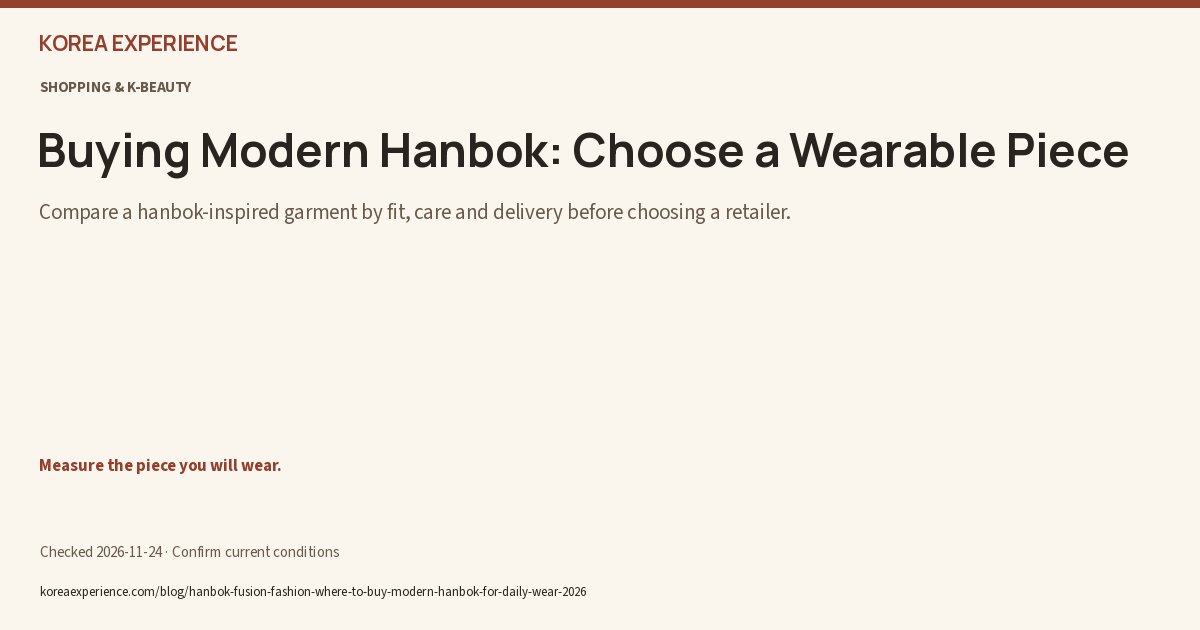 KOREA EXPERIENCE
SHOPPING & K-BEAUTY
Buying Modern Hanbok: Choose a Wearable Piece
Compare a hanbok-inspired garment by fit, care and delivery before choosing a retailer.
Measure the piece you will wear.
Checked 2026-11-24 · Confirm current conditions
koreaexperience.com/blog/hanbok-fusion-fashion-where-to-buy-modern-hanbok-for-daily-wear-2026